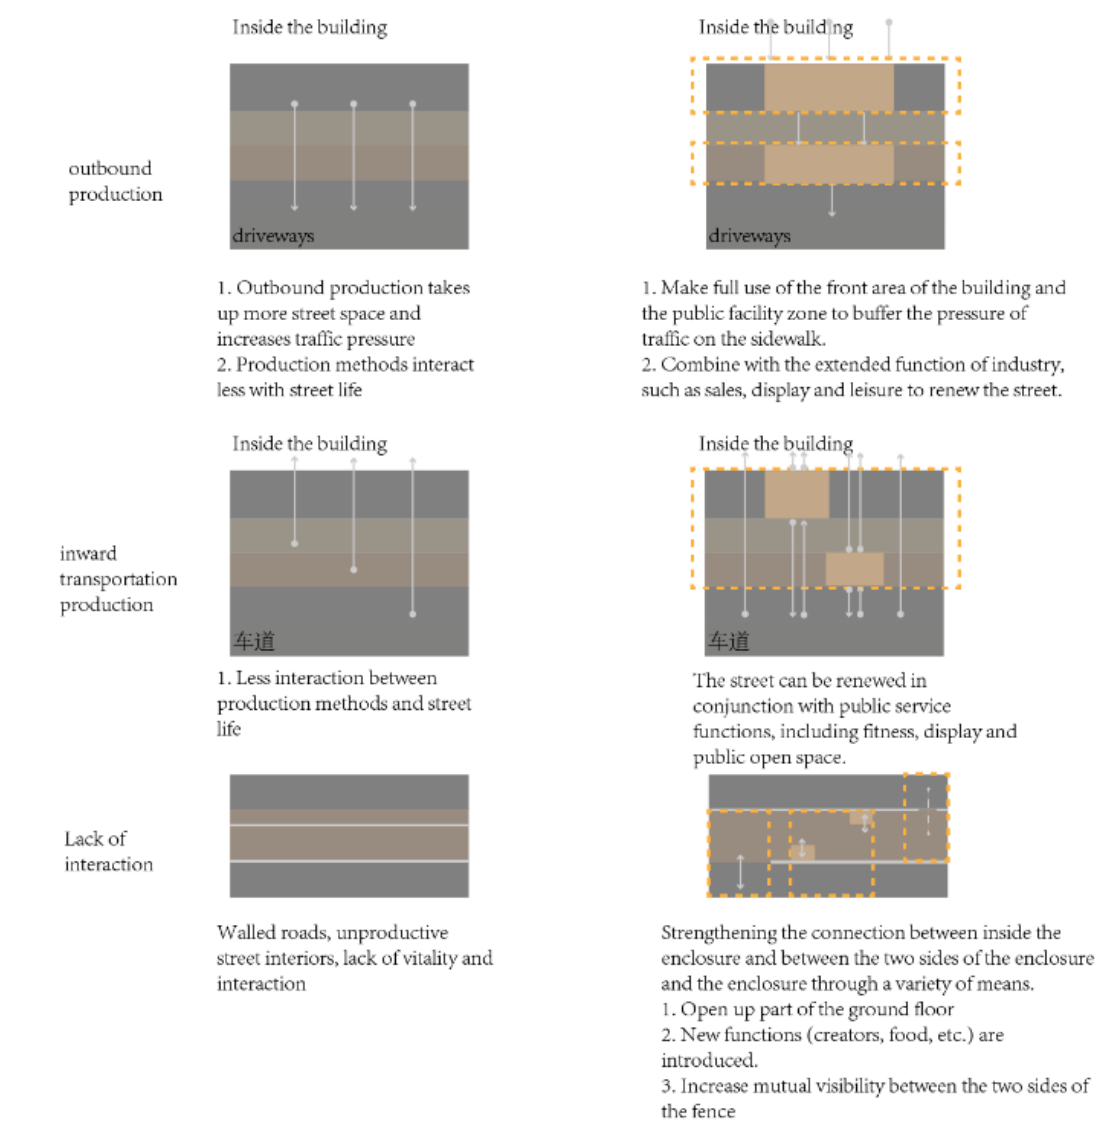 Inside the building
Inside the building
outbound
production
driveways
driveways
1. Outbound production takes
up more street space and
increases traffic pressure
2. Production methods interact
less with street life
1. Make full use of the front area of the building and
the public facility zone to buffer the pressure of
traffic on the sidewalk.
2. Combine with the extended function of industry,
such as sales, display and leisure to renew the street.
Inside the building
Inside the building
inward
transportation
production
车道
车道
1. Less interaction between
production methods and street
life
The street can be renewed in
conjunction with public service
functions, including fitness, display and
public open space.
Lack of
interaction
Walled roads, unproductive
street interiors, lack of vitality and
interaction
Strengthening the connection between inside the
enclosure and between the two sides of the enclosure
and the enclosure through a variety of means.
1. Open up part of the ground floor
2. New functions (creators, food, etc.) are
introduced.
3. Increase mutual visibility between the two sides of
the fence